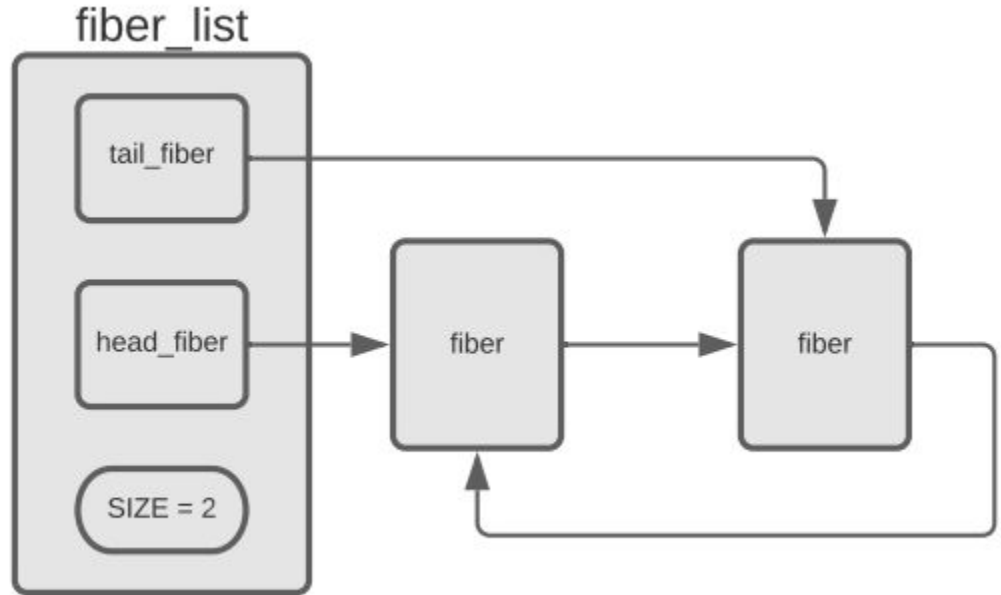 fiber_list
tail_fiber
head_fiber
fiber
fiber
SIZE = 2